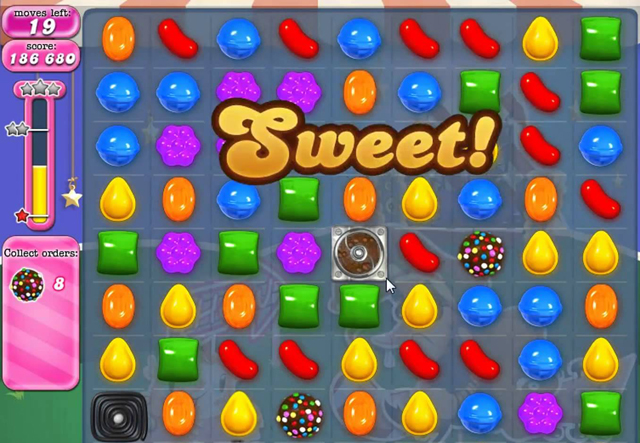 moves left:
19
score:
186 680
Sweet!
Collect orders:
8